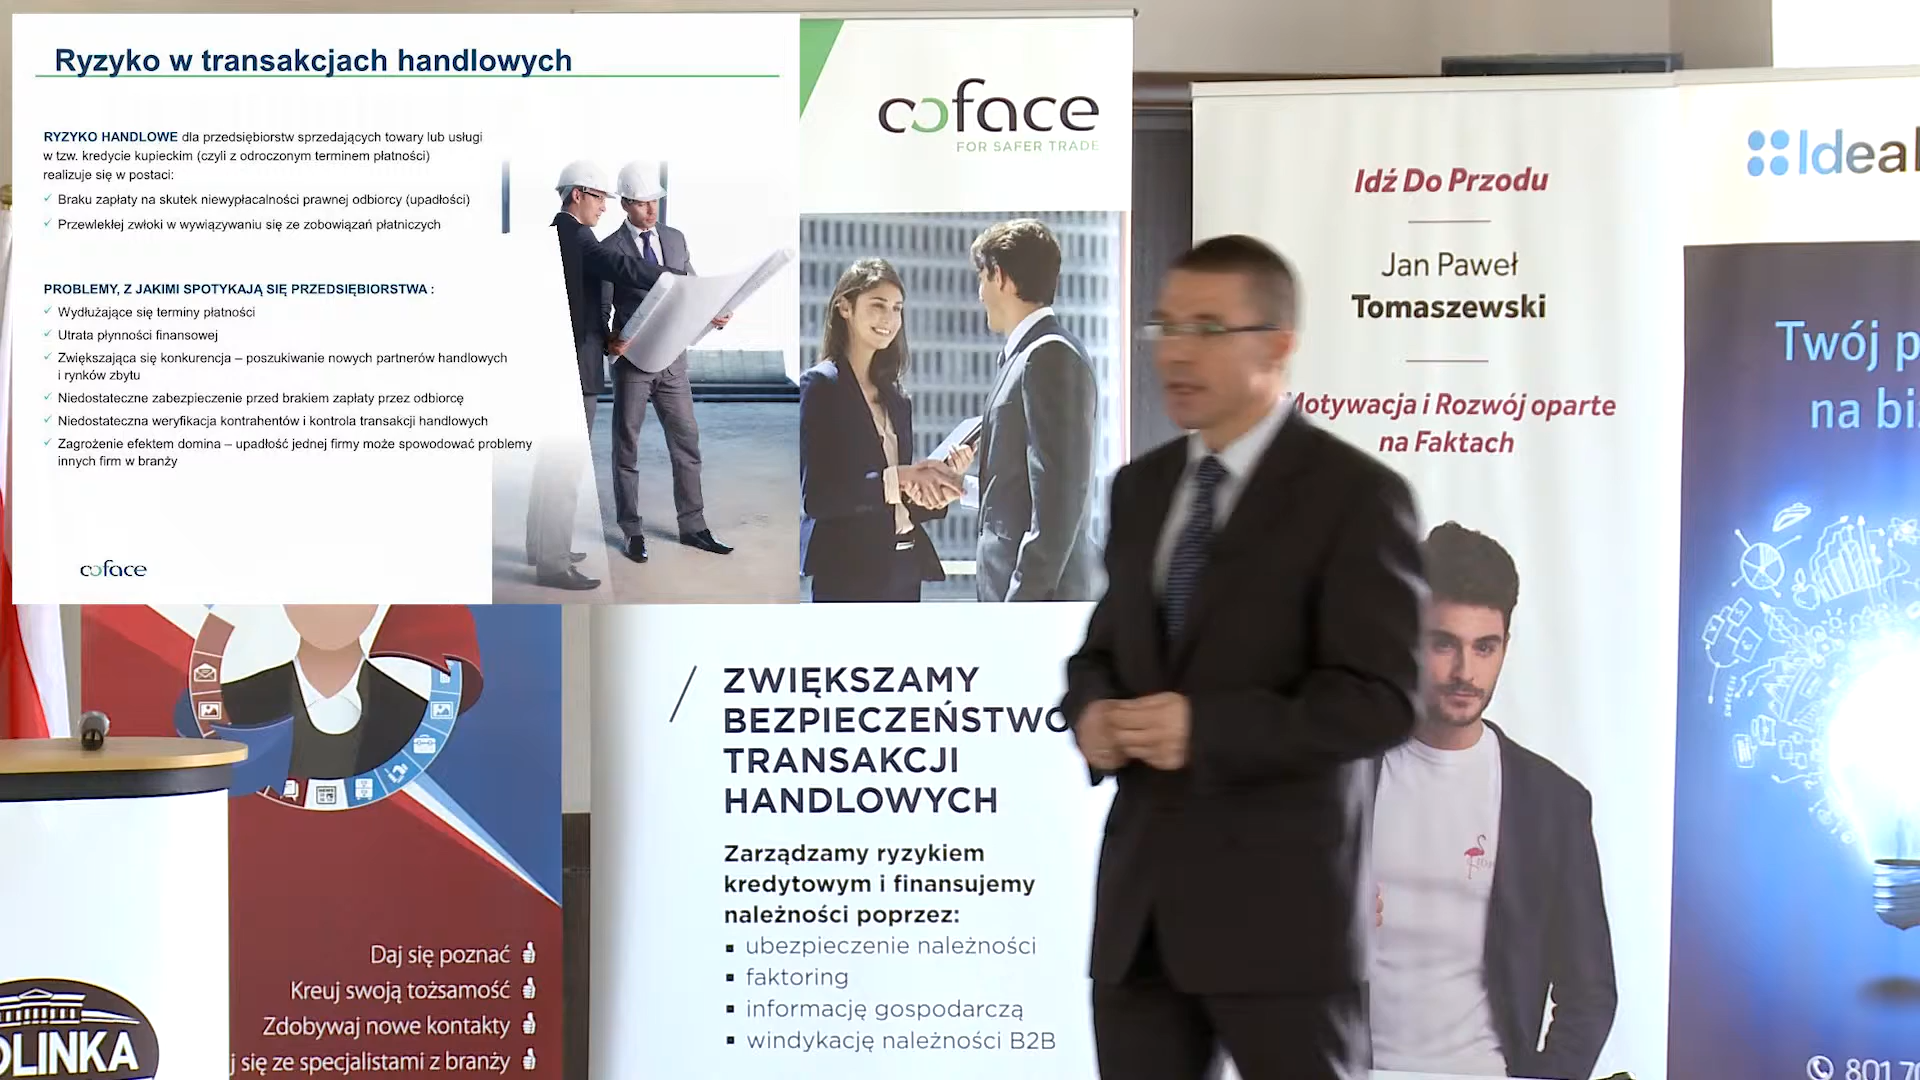 Ryzyko w transakcjach handlowych
RYZYKO HANDLOWE dla przedsiębiorstw sprzedających towary lub usługi
w tzw. kredycie kupieckim (czyli z odroczonym terminem płatności)
realizuje się w postaci:
Braku zapłaty na skutek niewypłacalności prawnej odbiorcy (upadłości)
Przewlekłej zwłoki w wywiązywaniu się ze zobowiązań płatniczych
PROBLEMY, Z JAKIMI SPOTYKAJĄ SIĘ PRZEDSIĘBIORSTWA :
Wydłużające się terminy płatności
Utrata płynności finansowej
Zwiększająca się konkurencja – poszukiwanie nowych partnerów handlowych
i rynków zbytu
Niedostateczne zabezpieczenie przed brakiem zapłaty przez odbiorcę
Niedostateczna weryfikacja kontrahentów i kontrola transakcji handlowych
Zagrożenie efektem domina – upadłość jednej firmy może spowodować problemy
innych firm w branży
coface
coface
FOR SAFER TRADE
ZWIĘKSZAMY
BEZPIECZEŃSTWO
TRANSAKCJI
HANDLOWYCH
Zarządzamy ryzykiem
kredytowym i finansujemy
należności poprzez:
ubezpieczenie należności
faktoring
informację gospodarczą
windykację należności B2B
Idź Do Przodu
Jan Paweł
Tomaszewski
Motywacja i Rozwój oparte
na Faktach
Ideal
Twój p
na bi
801 70
Daj się poznać
Kreuj swoją tożsamość
Zdobywaj nowe kontakty
j się ze specjalistami z branży
OLINKA